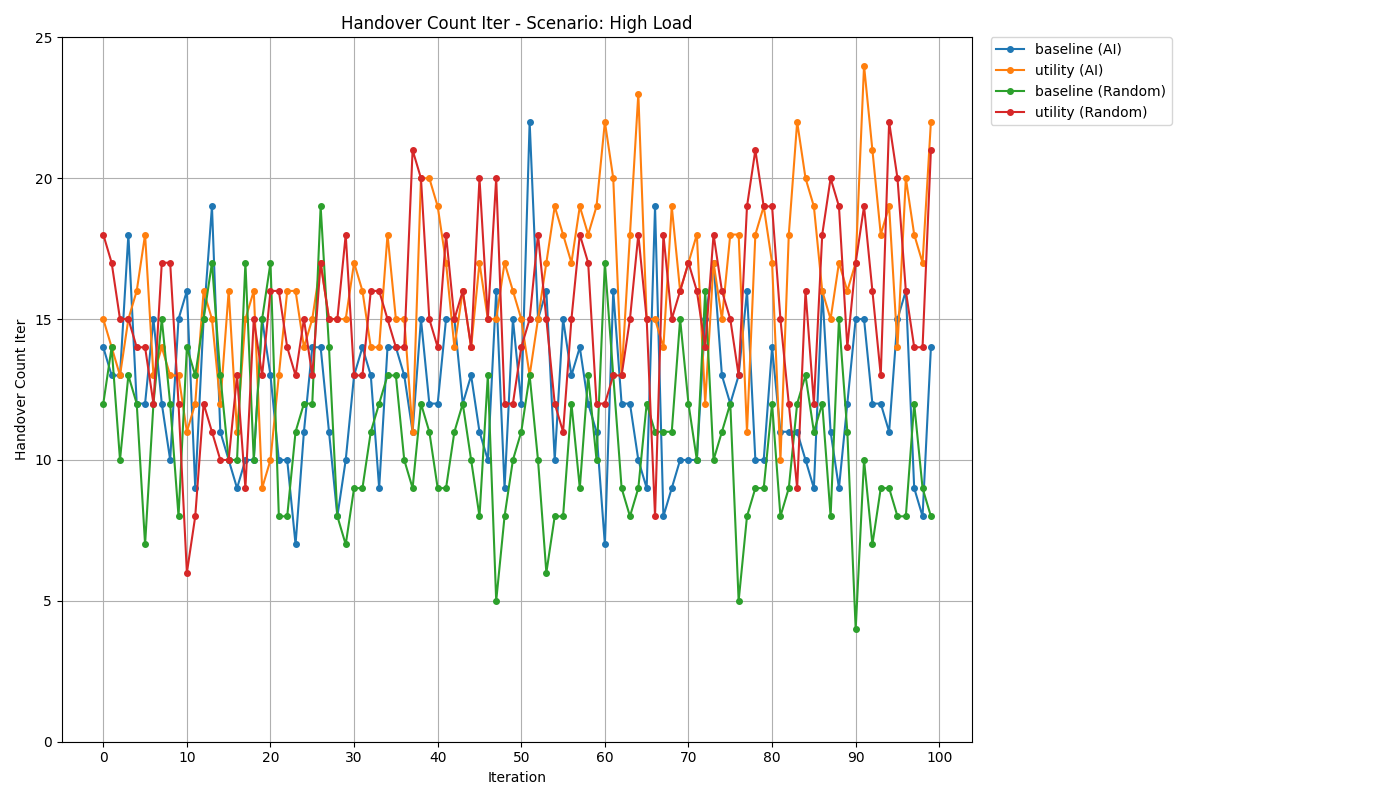 Handover Count Iter - Scenario: High Load
25
20
15
10
5
0
Handover Count Iter
0 10 20 30 40 50 60 70 80 90 100
Iteration
baseline (AI)
utility (AI)
baseline (Random)
utility (Random)